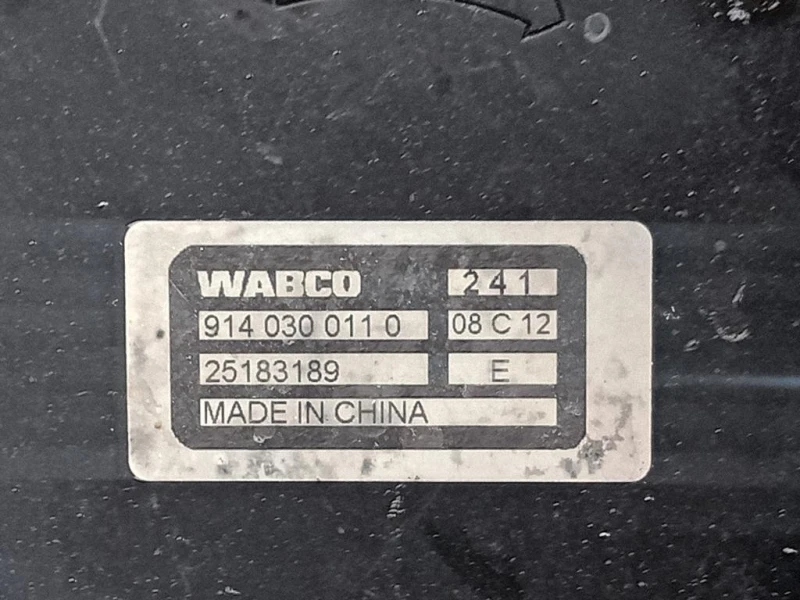 WABCO 241
914 030 011 0 08 C 12
25183189 E
MADE IN CHINA